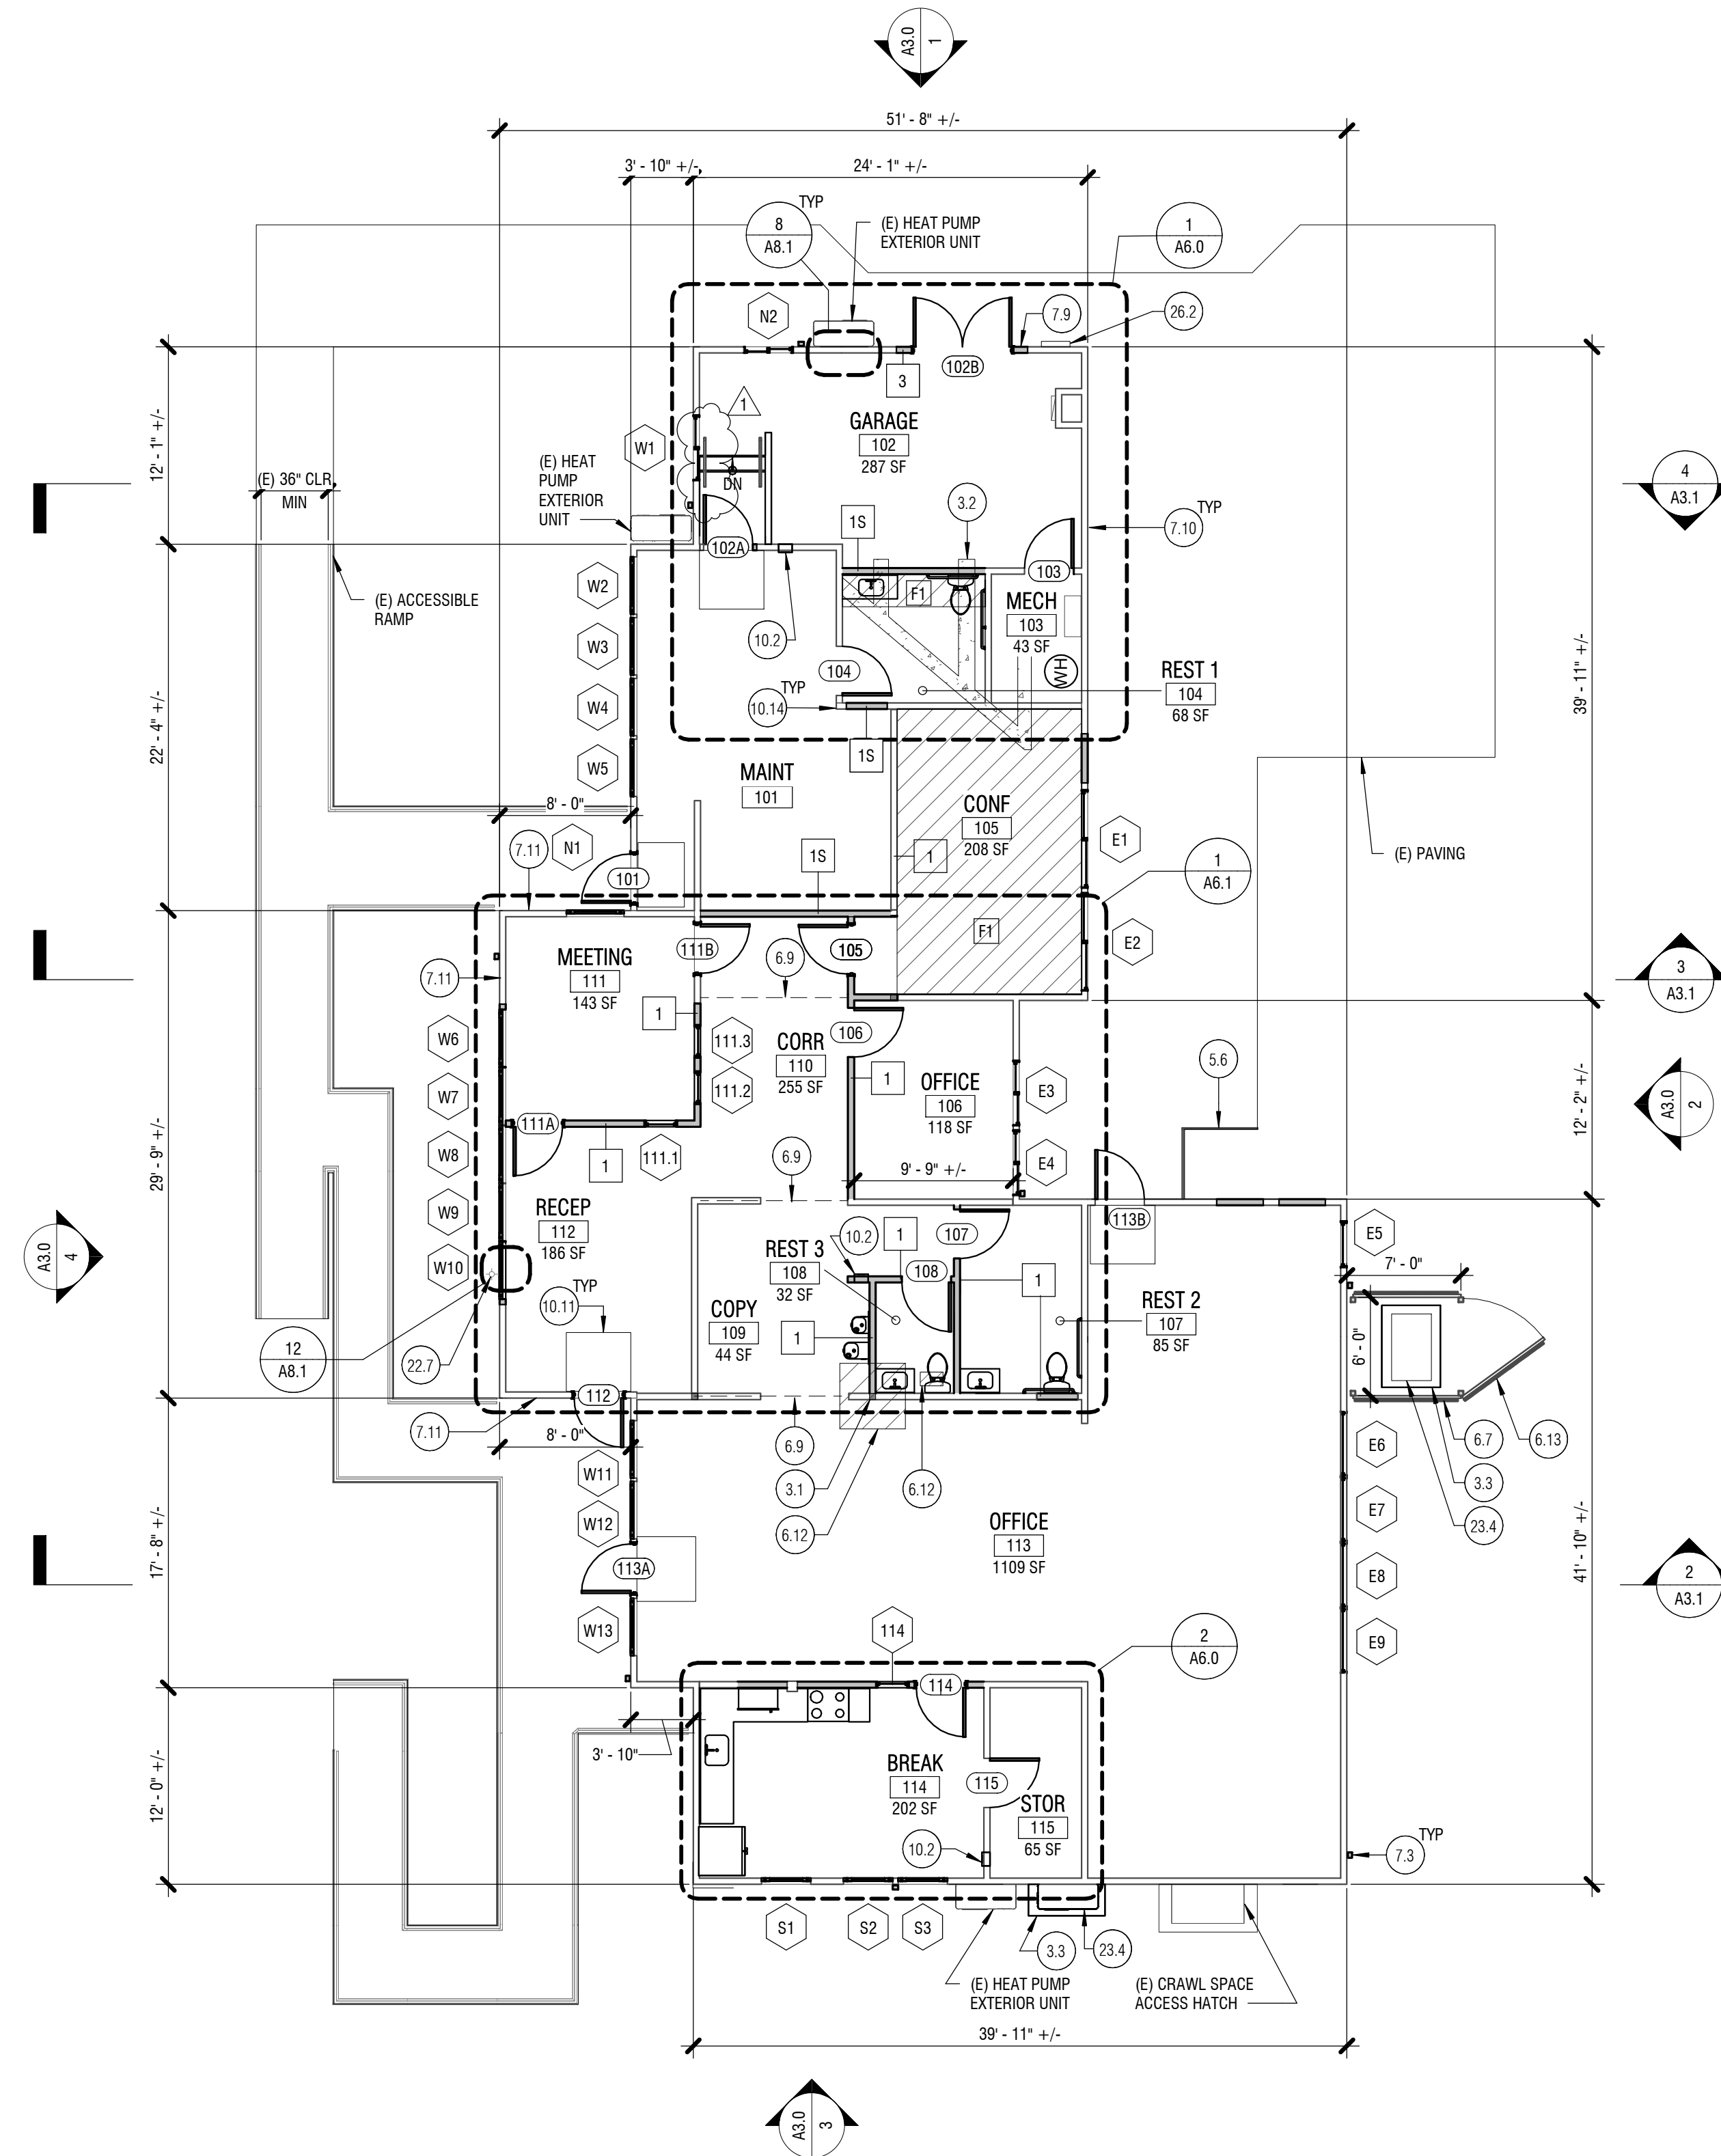 A3.0
1
51' - 8" +/-
3' - 10" +/-
24' - 1" +/-
TYP
8
A8.1
(E) HEAT PUMP
EXTERIOR UNIT
1
A6.0
N2
7.9
26.2
102B
3
1
GARAGE
102
287 SF
12' - 1" +/-
W1
(E) HEAT
PUMP
EXTERIOR
UNIT
DN
(E) 36" CLR
MIN
4
A3.1
3.2
1S
TYP
7.10
102A
103
W2
F1
MECH
103
43 SF
(E) ACCESSIBLE
RAMP
W3
10.2
104
WH
REST 1
104
68 SF
W4
TYP
10.14
22' - 4" +/-
39' - 11" +/-
1S
W5
MAINT
101
CONF
105
208 SF
8' - 0"
E1
N1
7.11
1S
1
(E) PAVING
1
A6.1
101
F1
E2
MEETING
111
143 SF
111B
105
6.9
7.11
3
A3.1
1
W6
111.3
CORR
110
255 SF
106
5.6
W7
111.2
1
OFFICE
106
118 SF
E3
A3.0
2
12' - 2" +/-
111A
W8
1
111.1
6.9
9' - 9" +/-
E4
29' - 9" +/-
W9
RECEP
112
186 SF
113B
107
E5
10.2
1
A3.0
4
W10
REST 3
108
32 SF
108
1
7' - 0"
TYP
10.11
COPY
109
44 SF
REST 2
107
85 SF
6' - 0"
1
12
A8.1
22.7
112
7.11
8' - 0"
6.9
6.7
6.13
E6
W11
3.1
6.12
3.3
W12
6.12
E7
23.4
OFFICE
113
1109 SF
17' - 8" +/-
113A
E8
41' - 10" +/-
2
A3.1
W13
114
E9
2
A6.0
114
3' - 10"
BREAK
114
202 SF
115
STOR
115
65 SF
12' - 0" +/-
10.2
TYP
7.3
S1
S2
S3
3.3
23.4
(E) HEAT PUMP
EXTERIOR UNIT
(E) CRAWL SPACE
ACCESS HATCH
39' - 11" +/-
A3.0
3